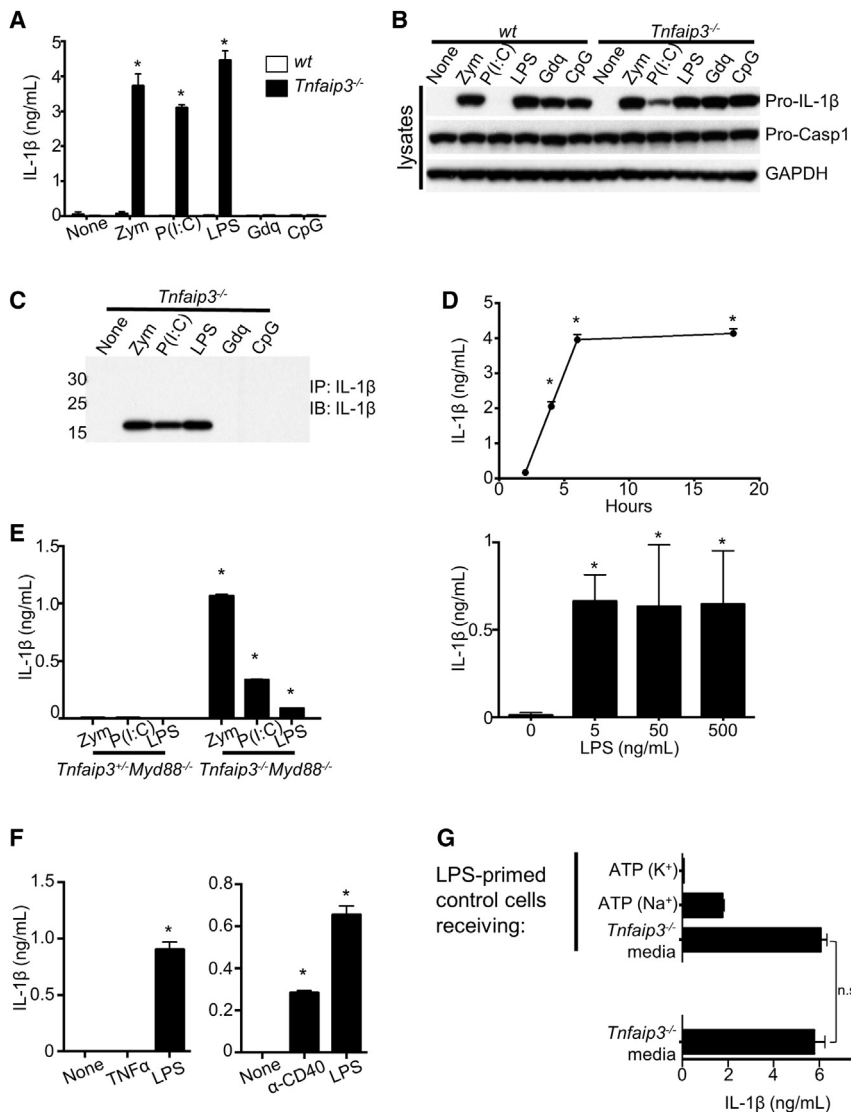 A
IL-1β (ng/mL)
5
4
3
2
1
0
*
*
*
wt
Tnfaip3-/-
None
Zym
P(I:C)
LPS
Gdq
CpG
B
wt
Tnfaip3-/-
None
Zym
P(I:C)
LPS
Gdq
CpG
None
Zym
P(I:C)
LPS
Gdq
CpG
lysates
Pro-IL-1β
Pro-Casp1
GAPDH
C
Tnfaip3-/-
None
Zym
P(I:C)
LPS
Gdq
CpG
30
25
15
IP: IL-1β
IB: IL-1β
D
IL-1β (ng/mL)
5
4
3
2
1
0
*
*
*
0
5
10
15
20
Hours
IL-1β (ng/mL)
1
0.5
0
*
*
*
0
5
50
500
LPS (ng/mL)
E
IL-1β (ng/mL)
1.5
1.0
0.5
0
*
*
*
Zym
P(I:C)
LPS
Zym
P(I:C)
LPS
Tnfaip3+/-Myd88-/-
Tnfaip3-/-Myd88-/-
F
IL-1β (ng/mL)
1.5
1.0
0.5
0
*
None
TNFα
LPS
0.8
0.6
0.4
0.2
0
*
*
None
α-CD40
LPS
G
LPS-primed
control cells
receiving:
ATP (K+)
ATP (Na+)
Tnfaip3-/-
media
Tnfaip3-/-
media
n.s
0
2
4
6
IL-1β (ng/mL)